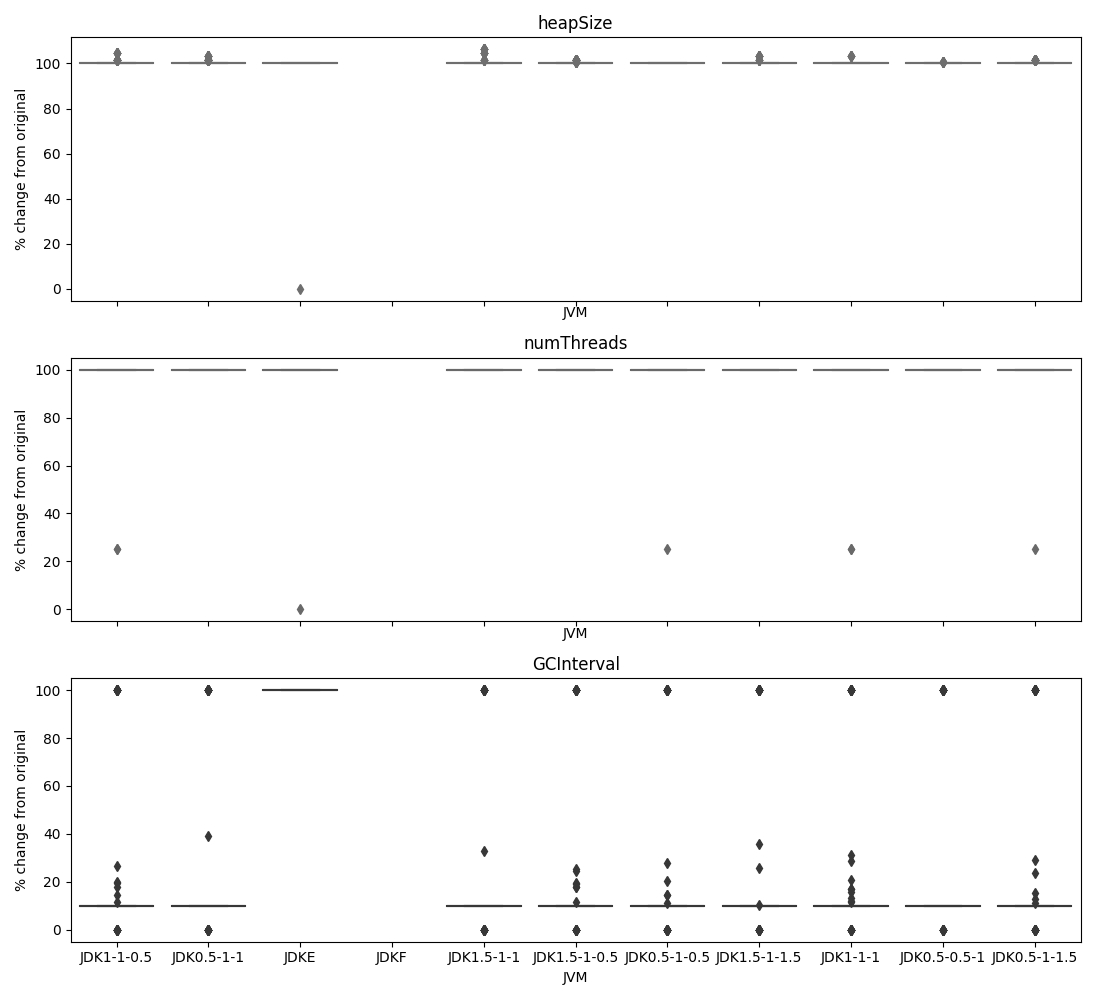 heapSize
% change from original
100
80
60
40
20
0
JVM
numThreads
% change from original
100
80
60
40
20
0
JVM
GCInterval
% change from original
100
80
60
40
20
0
JDK1-1-0.5 JDK0.5-1-1 JDKE JDKF JDK1.5-1-1 JDK1.5-1-0.5 JDK0.5-1-0.5 JDK1.5-1-1.5 JDK1-1-1 JDK0.5-0.5-1 JDK0.5-1-1.5
JVM